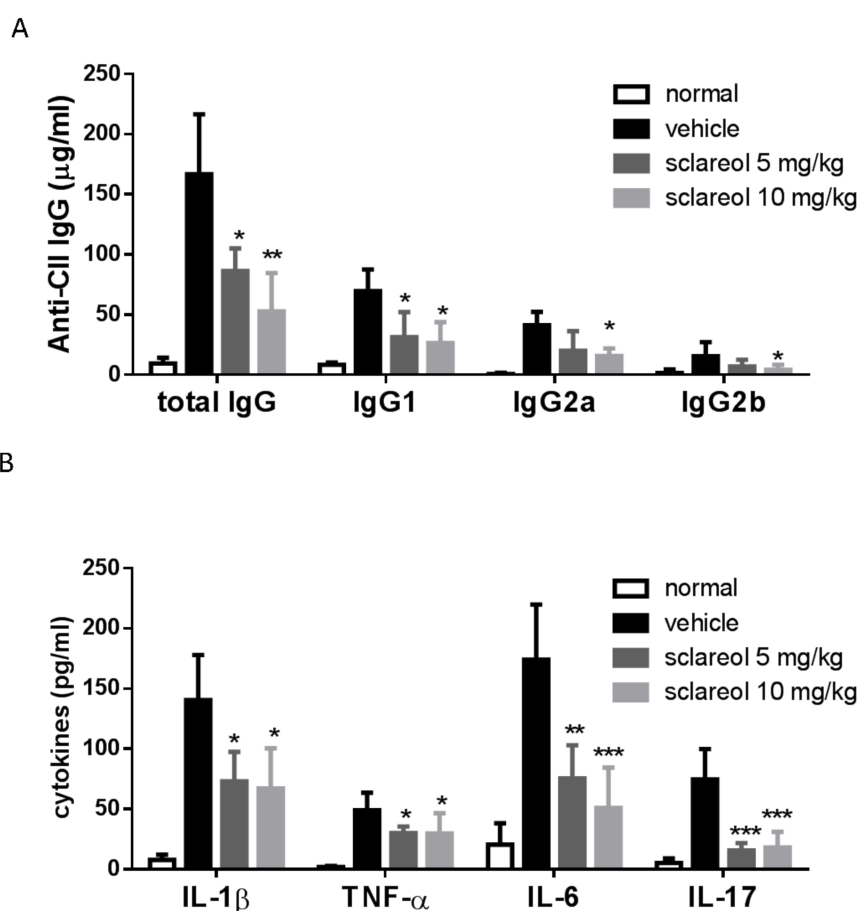 A
250
200
150
100
50
0
Anti-CII IgG (μg/ml)
normal
vehicle
sclareol 5 mg/kg
sclareol 10 mg/kg
* ** * * * *
total IgG IgG1 IgG2a IgG2b
B
250
200
150
100
50
0
cytokines (pg/ml)
normal
vehicle
sclareol 5 mg/kg
sclareol 10 mg/kg
* * * * ** *** *** ***
IL-1β TNF-α IL-6 IL-17